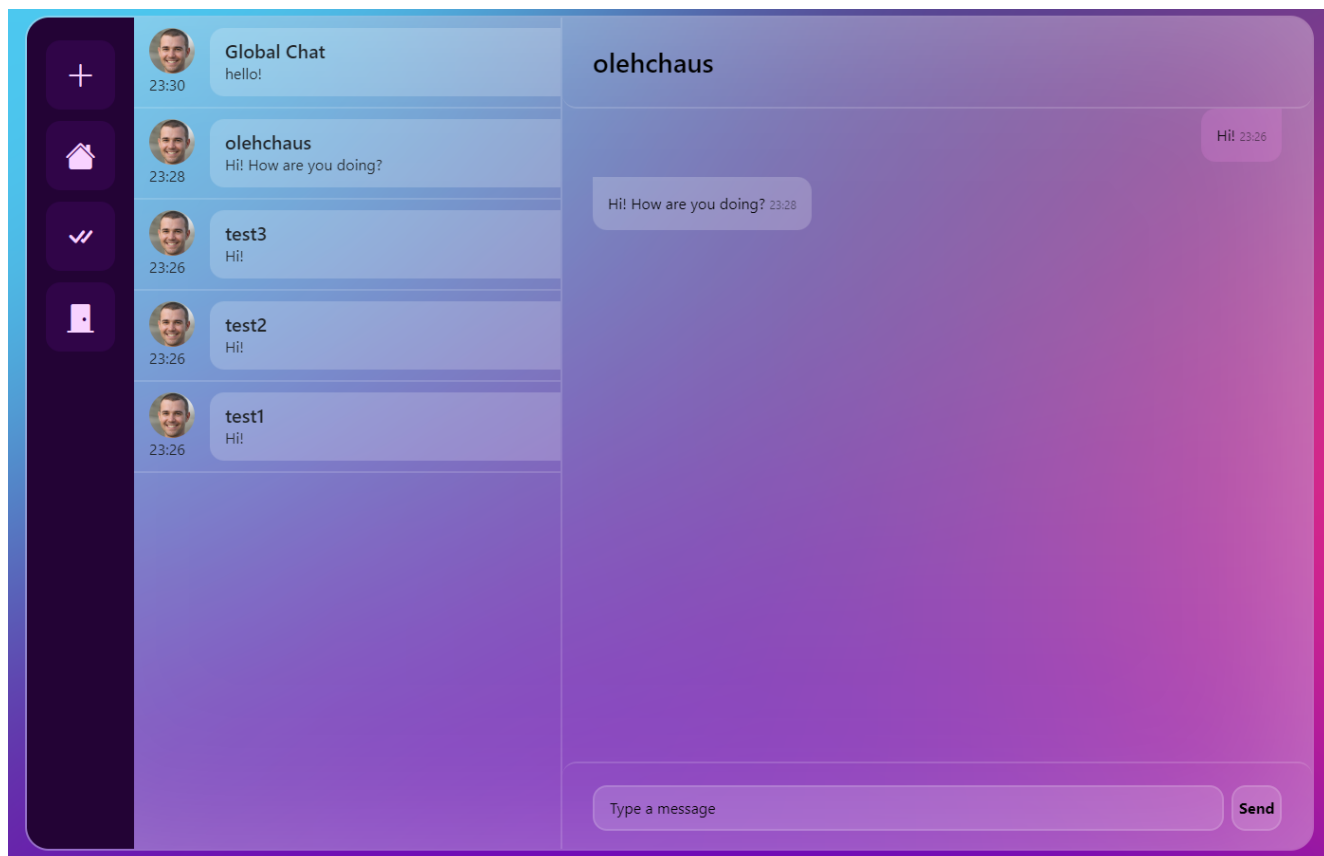 Global Chat
hello!
23:30
olehchaus
Hi! How are you doing?
23:28
test3
Hi!
23:26
test2
Hi!
23:26
test1
Hi!
23:26
olehchaus
Hi! 23:26
Hi! How are you doing? 23:28
Type a message
Send